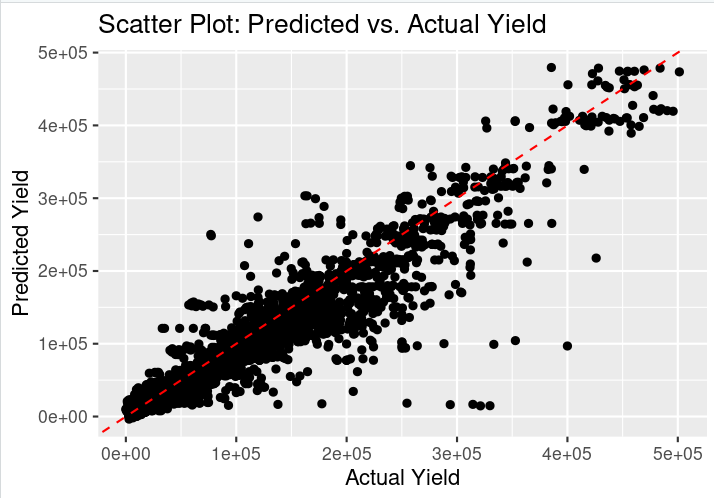 Scatter Plot: Predicted vs. Actual Yield
5e+05
4e+05
3e+05
2e+05
1e+05
0e+00
Predicted Yield
0e+00 1e+05 2e+05 3e+05 4e+05 5e+05
Actual Yield